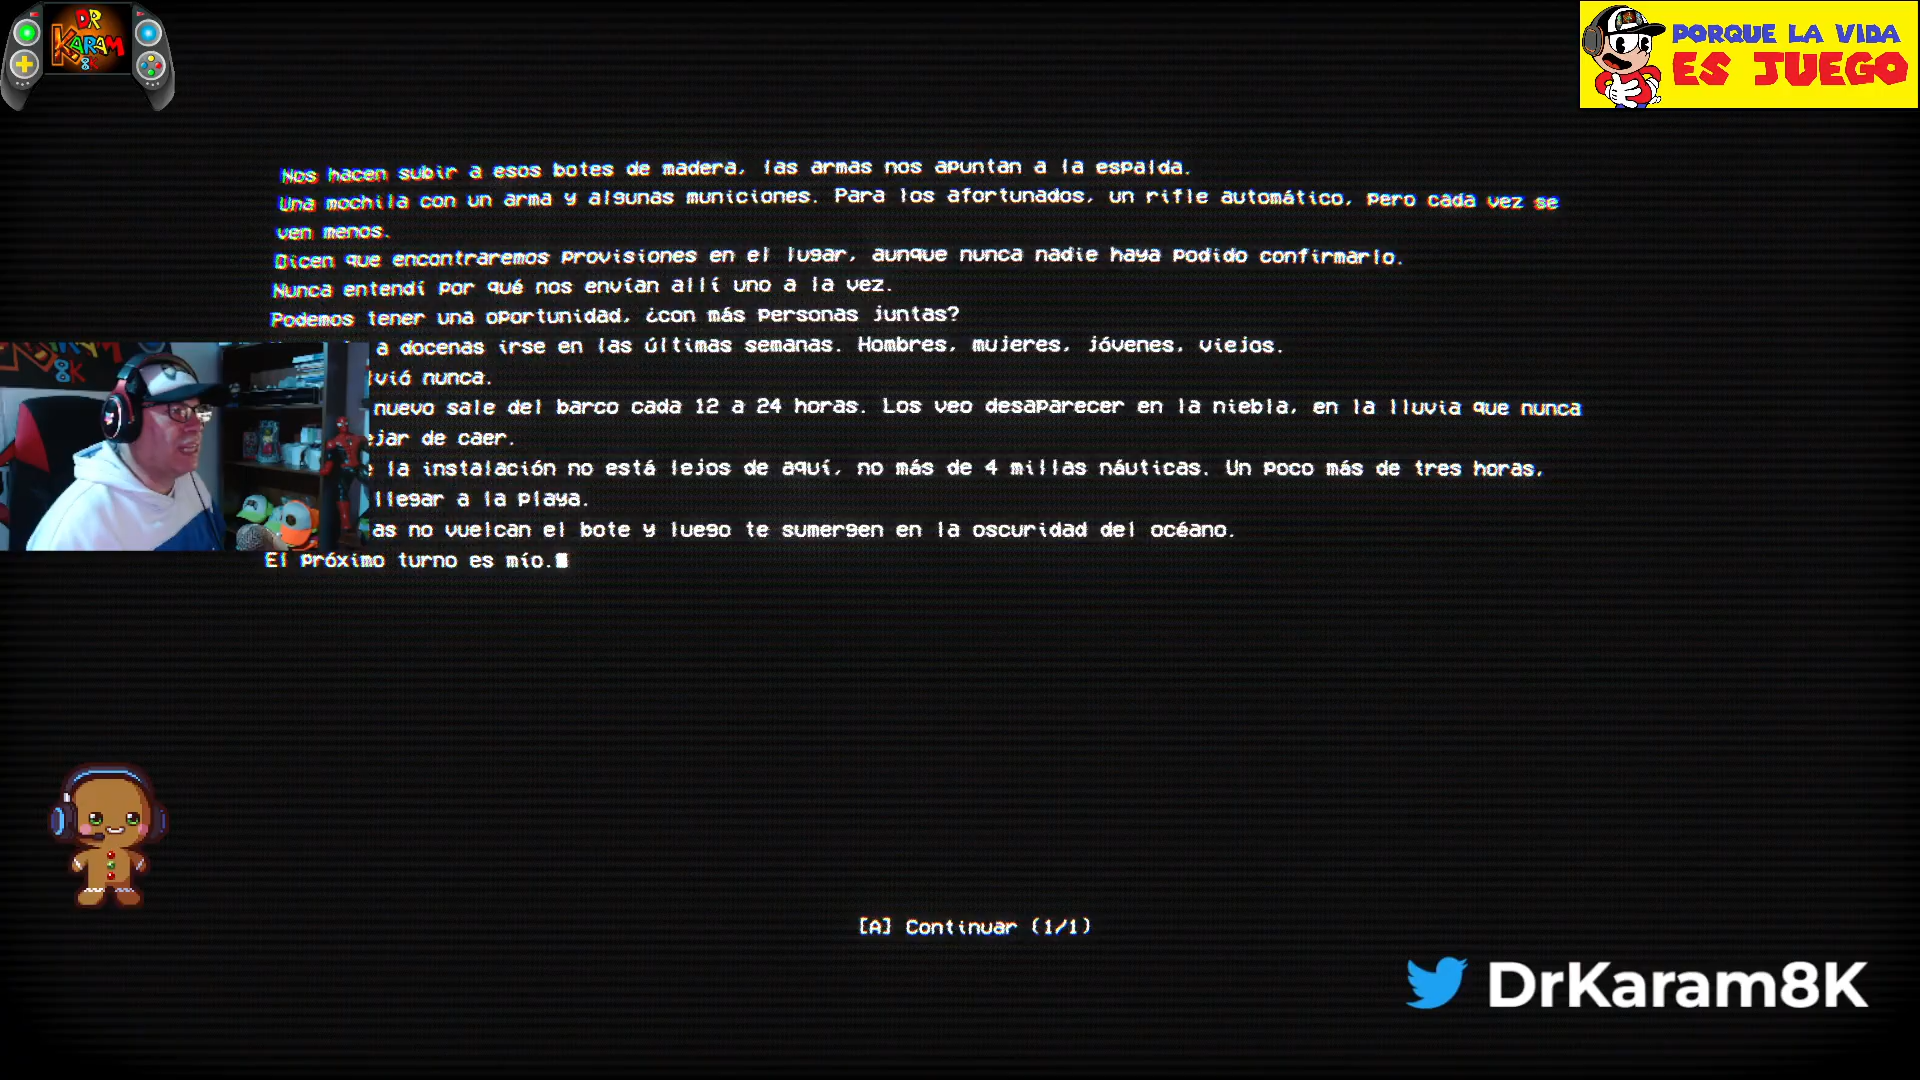 DR
KARAM
8K
PORQUE LA VIDA
ES JUEGO
Nos hacen subir a esos botes de madera, las armas nos apuntan a la espalda.
Una mochila con un arma y algunas municiones. Para los afortunados, un rifle automático, pero cada vez se
ven menos.
Dicen que encontraremos provisiones en el lugar, aunque nunca nadie haya podido confirmarlo.
Nunca entendí por qué nos envían allí uno a la vez.
Podemos tener una oportunidad, ¿con más personas juntas?
a docenas irse en las últimas semanas. Hombres, mujeres, jóvenes, viejos.
vió nunca.
nuevo sale del barco cada 12 a 24 horas. Los veo desaparecer en la niebla, en la lluvia que nunca
ejar de caer.
la instalación no está lejos de aquí, no más de 4 millas náuticas. Un poco más de tres horas,
llegar a la playa.
as no vuelcan el bote y luego te sumergen en la oscuridad del océano.
El próximo turno es mío.
[A] Continuar (1/1)
DrKaram8K